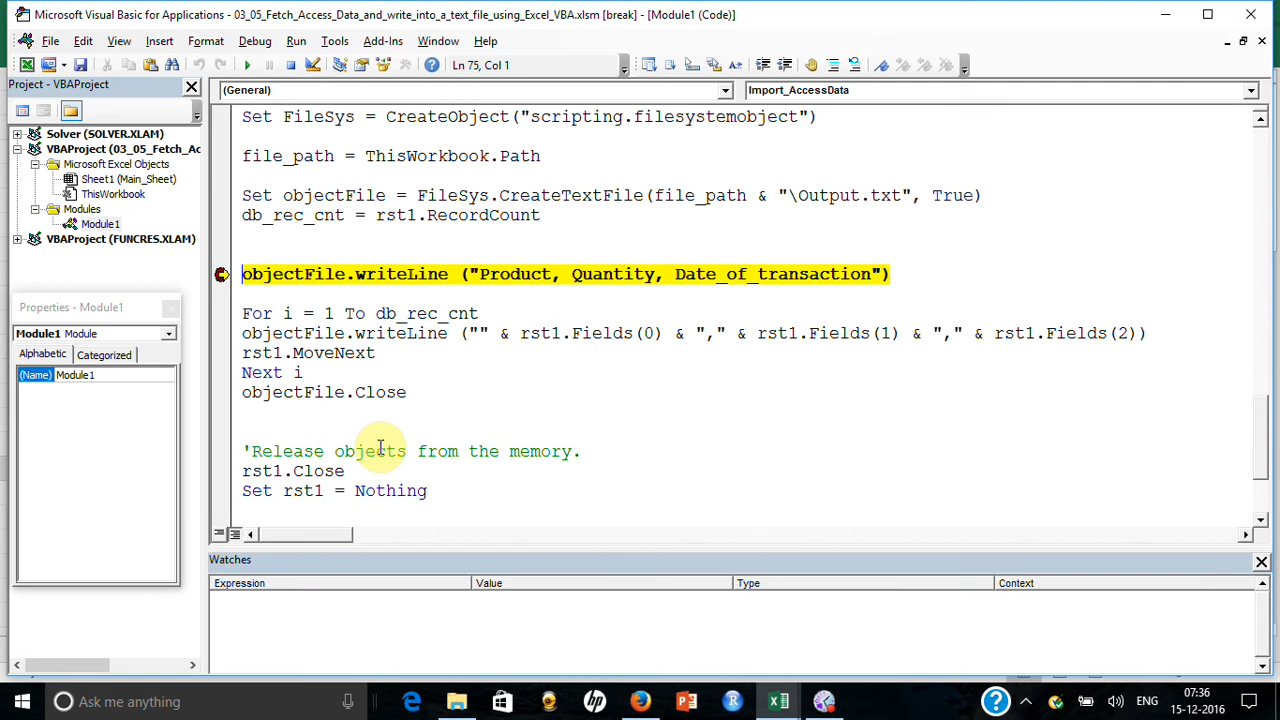 Microsoft Visual Basic for Applications - 03_05_Fetch_Access_Data_and_write_into_a_text_file_using_Excel_VBA.xlsm [break] - [Module1 (Code)]
File Edit View Insert Format Debug Run Tools Add-Ins Window Help
Ln 75, Col 1
Project - VBAProject
(General)
Import_AccessData
Solver (SOLVER.XLAM)
VBAProject (03_05_Fetch_Ac
Microsoft Excel Objects
Sheet1 (Main_Sheet)
ThisWorkbook
Modules
Module1
VBAProject (FUNCRES.XLAM)
Properties - Module1
Module1 Module
Alphabetic Categorized
(Name) Module1
Set FileSys = CreateObject("scripting.filesystemobject")
file_path = ThisWorkbook.Path
Set objectFile = FileSys.CreateTextFile(file_path & "\Output.txt", True)
db_rec_cnt = rst1.RecordCount
objectFile.writeLine ("Product, Quantity, Date_of_transaction")
For i = 1 To db_rec_cnt
objectFile.writeLine ("" & rst1.Fields(0) & "," & rst1.Fields(1) & "," & rst1.Fields(2))
rst1.MoveNext
Next i
objectFile.Close
'Release objects from the memory.
rst1.Close
Set rst1 = Nothing
Watches
Expression Value Type Context
Ask me anything
ENG
07:36
15-12-2016